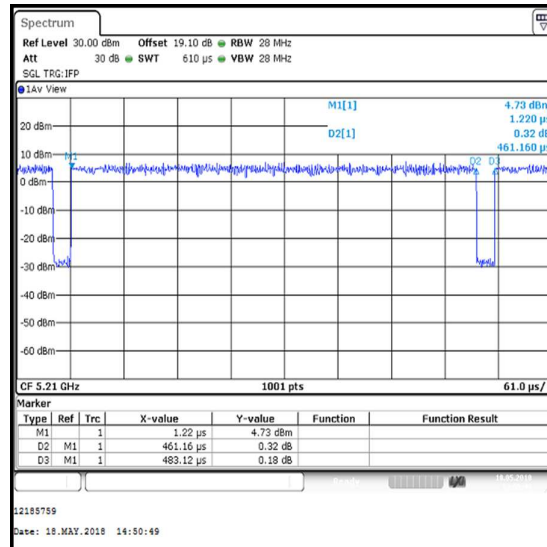 Spectrum
Ref Level 30.00 dBm Offset 19.10 dB RBW 28 MHz
Att 30 dB SWT 610 µs VBW 28 MHz
SGL TRG:IFP
1Av View
M1[1] 4.73 dBm
1.220 µs
20 dBm
D2[1] 0.32 dB
461.160 µs
10 dBm
M1 D2 D3
0 dBm
-10 dBm
-20 dBm
-30 dBm
-40 dBm
-50 dBm
-60 dBm
CF 5.21 GHz 1001 pts 61.0 µs/
Marker
Type Ref Trc X-value Y-value Function Function Result
M1 1 1.22 µs 4.73 dBm
D2 M1 1 461.16 µs 0.32 dB
D3 M1 1 483.12 µs 0.18 dB
Ready 18.05.2018
12185759
Date: 18.MAY.2018 14:50:49